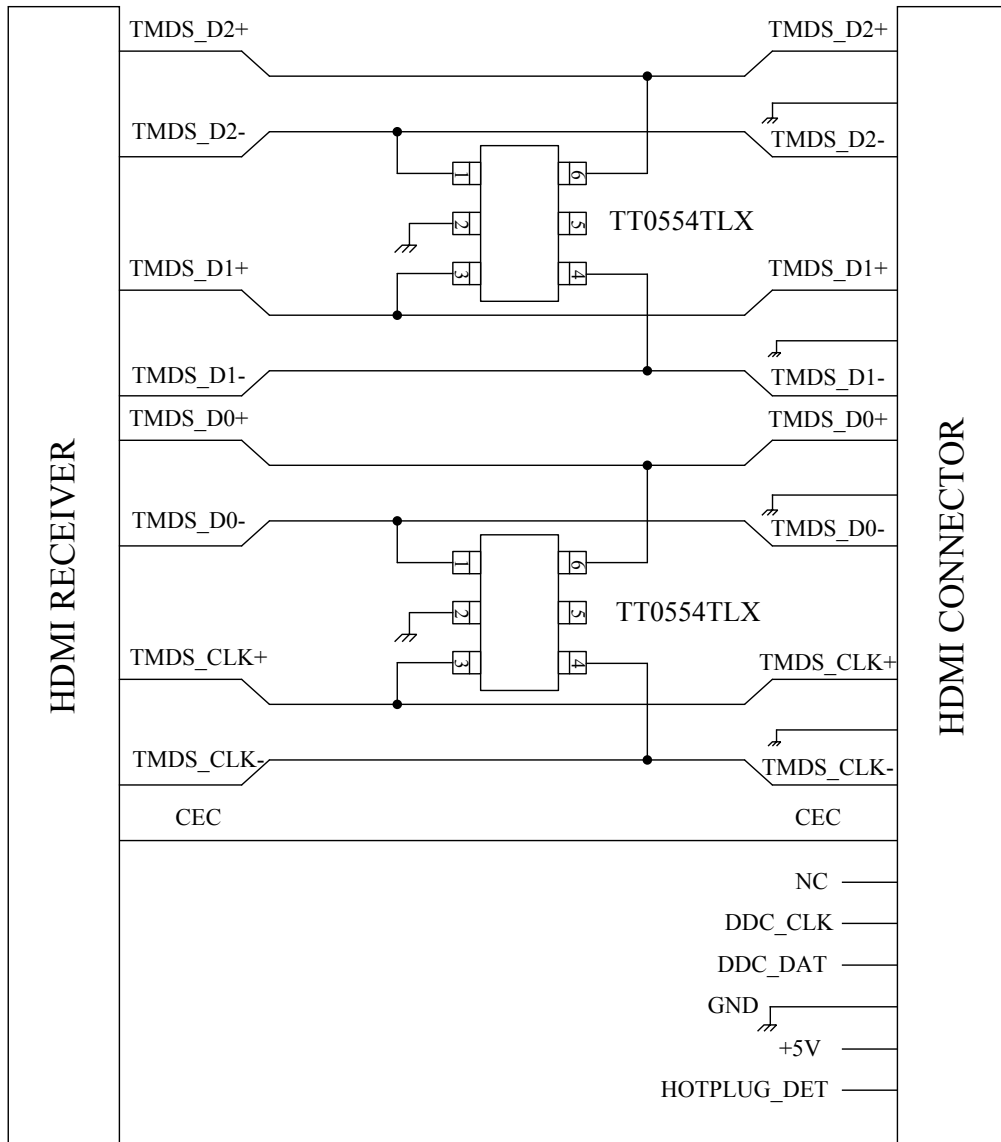 TMDS_D2+ TMDS_D2+
TMDS_D2- TMDS_D2-
1 6
TT0554TLX
2 5
TMDS_D1+ 3 4 TMDS_D1+
TMDS_D1- TMDS_D1-
TMDS_D0+ TMDS_D0+
HDMI RECEIVER
HDMI CONNECTOR
TMDS_D0- TMDS_D0-
1 6
2 5 TT0554TLX
TMDS_CLK+ 3 4 TMDS_CLK+
TMDS_CLK- TMDS_CLK-
CEC CEC
NC
DDC_CLK
DDC_DAT
GND
+5V
HOTPLUG_DET